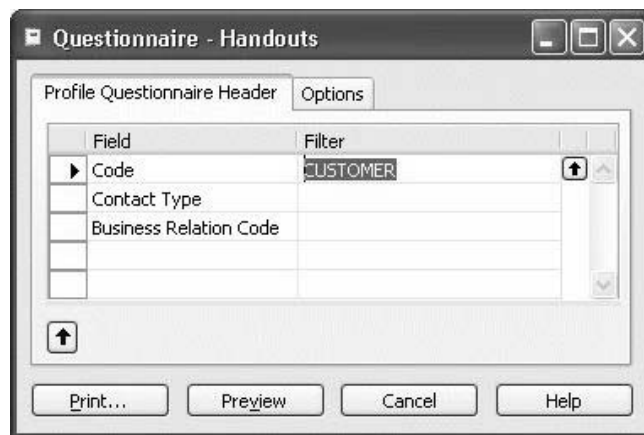 Questionnaire - Handouts
Profile Questionnaire Header Options
Field Filter
Code CUSTOMER
Contact Type
Business Relation Code
Print... Preview Cancel Help